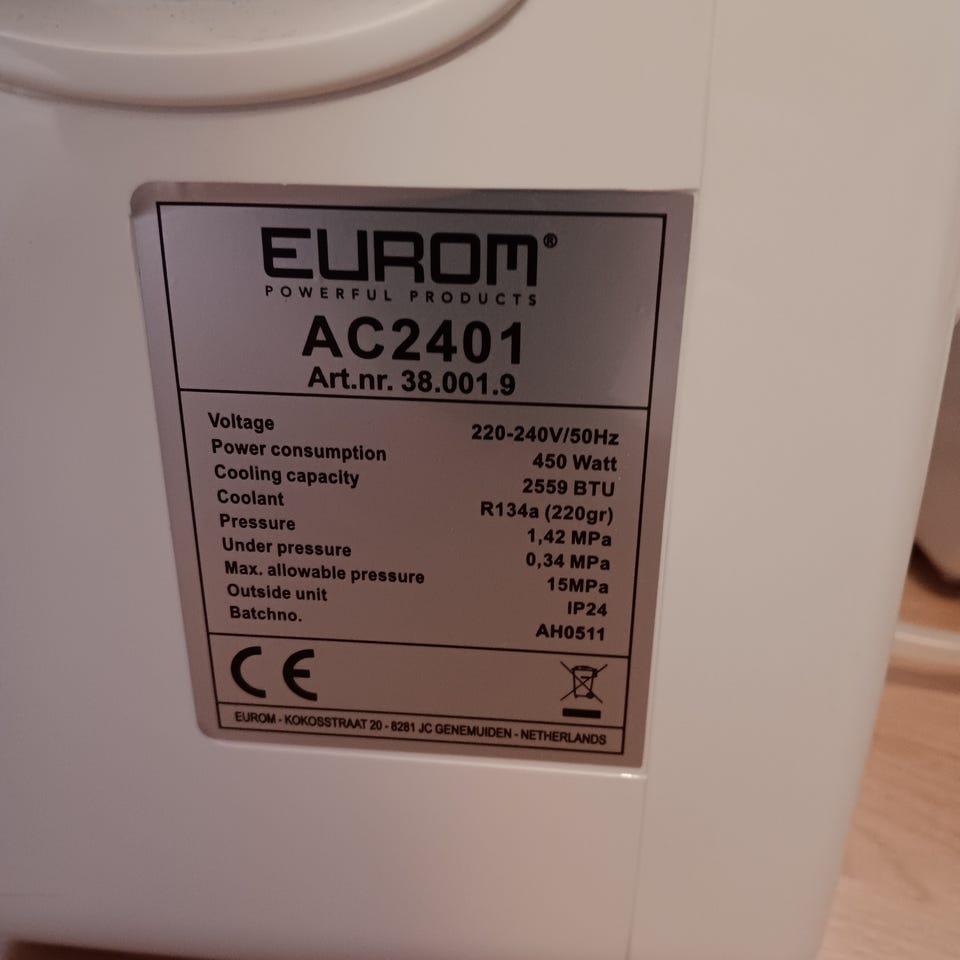 EUROM®
POWERFUL PRODUCTS
AC2401
Art.nr. 38.001.9
Voltage 220-240V/50Hz
Power consumption 450 Watt
Cooling capacity 2559 BTU
Coolant R134a (220gr)
Pressure 1,42 MPa
Under pressure 0,34 MPa
Max. allowable pressure 15MPa
Outside unit IP24
Batchno. AH0511
CE
EUROM - KOKOSSTRAAT 20 - 8281 JC GENEMUIDEN - NETHERLANDS